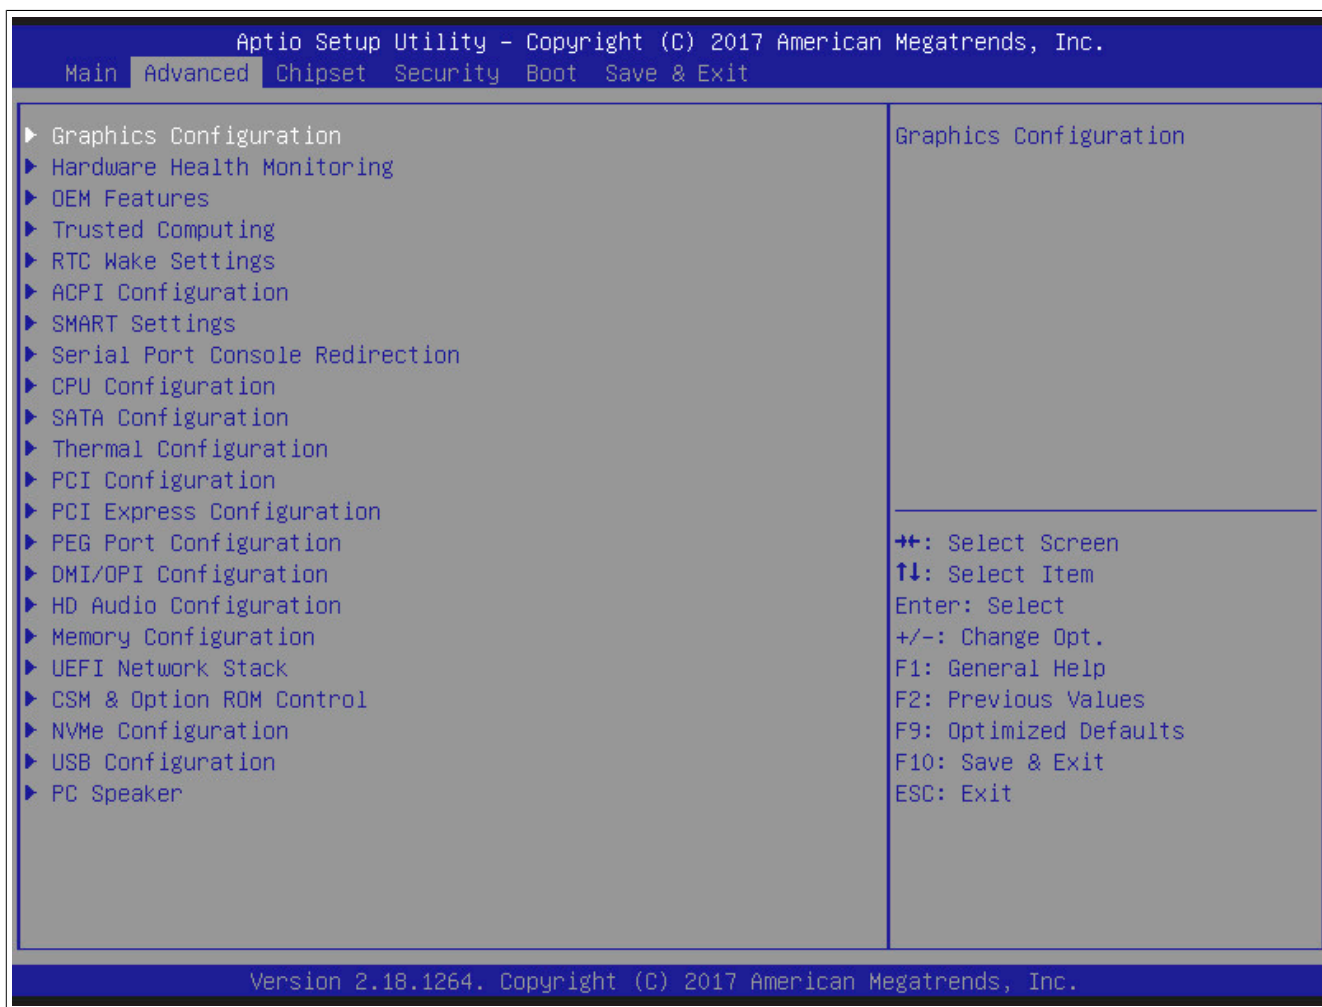 Aptio Setup Utility – Copyright (C) 2017 American Megatrends, Inc.
Main Advanced Chipset Security Boot Save & Exit
Graphics Configuration
Hardware Health Monitoring
OEM Features
Trusted Computing
RTC Wake Settings
ACPI Configuration
SMART Settings
Serial Port Console Redirection
CPU Configuration
SATA Configuration
Thermal Configuration
PCI Configuration
PCI Express Configuration
PEG Port Configuration
DMI/OPI Configuration
HD Audio Configuration
Memory Configuration
UEFI Network Stack
CSM & Option ROM Control
NVMe Configuration
USB Configuration
PC Speaker
Graphics Configuration
→←: Select Screen
↑↓: Select Item
Enter: Select
+/-: Change Opt.
F1: General Help
F2: Previous Values
F9: Optimized Defaults
F10: Save & Exit
ESC: Exit
Version 2.18.1264. Copyright (C) 2017 American Megatrends, Inc.